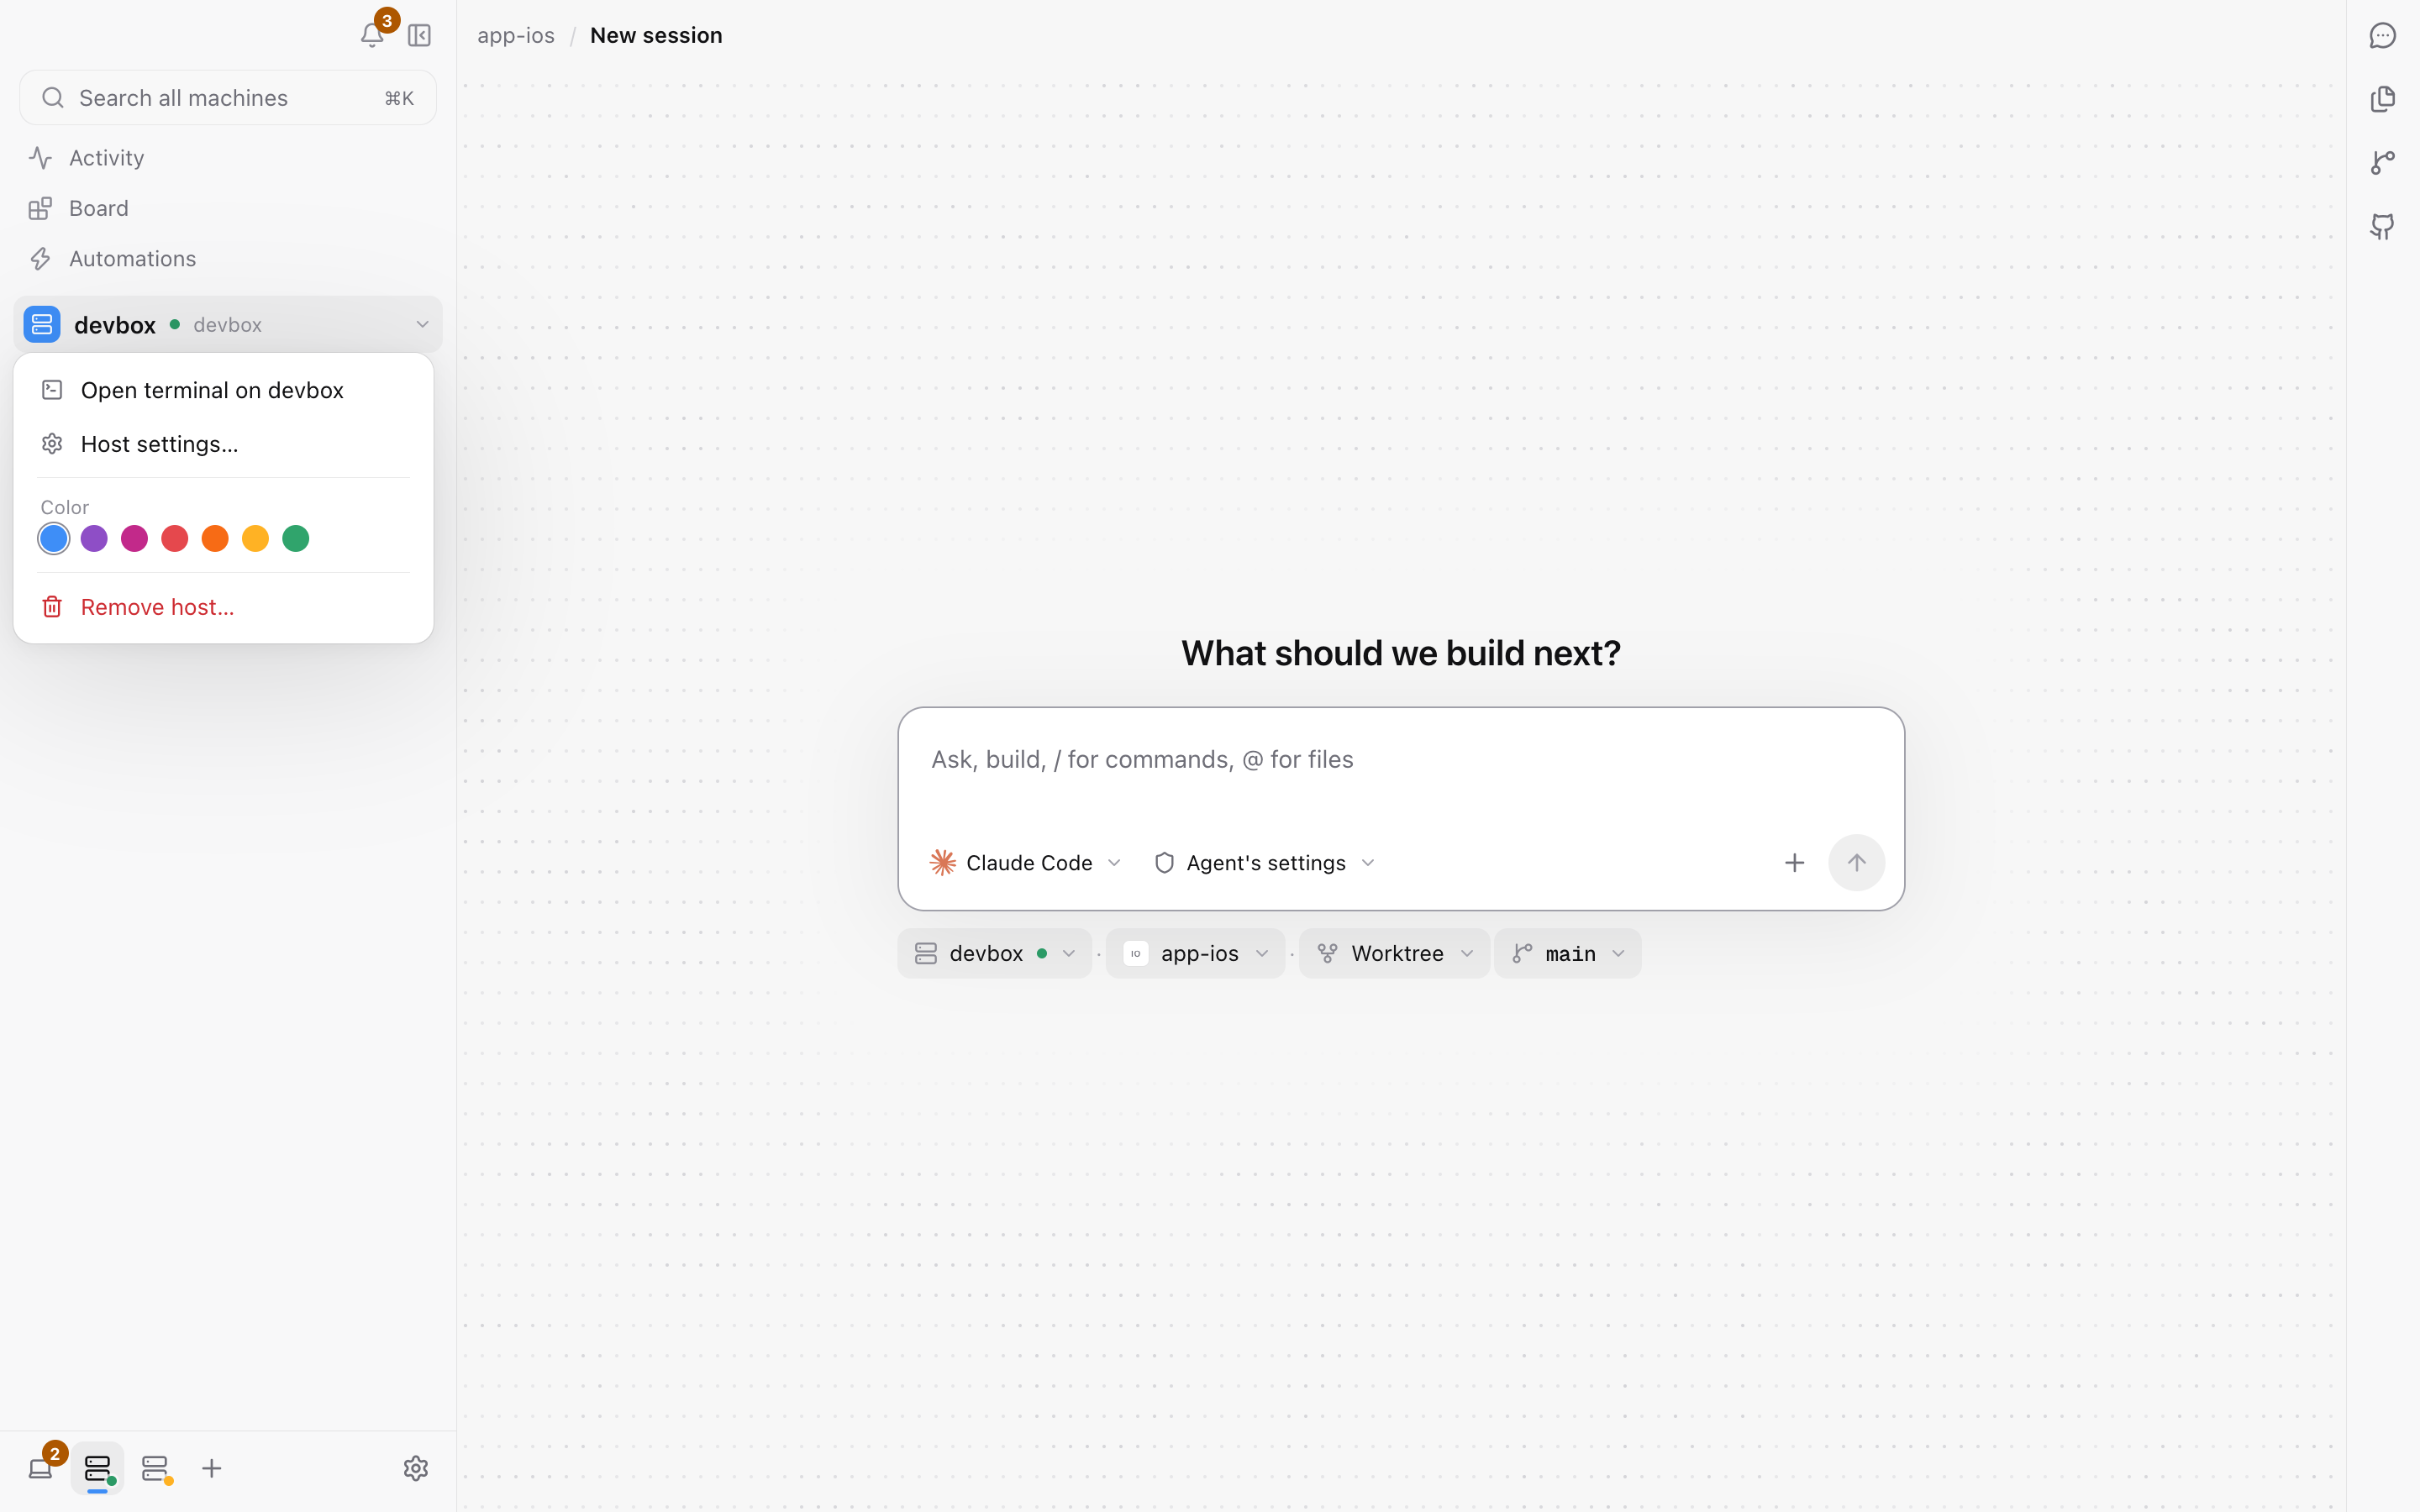 3
app-ios / New session
Search all machines ⌘K
Activity
Board
Automations
devbox devbox
Open terminal on devbox
Host settings...
Color
Remove host...
What should we build next?
Ask, build, / for commands, @ for files
Claude Code Agent's settings
devbox · IO app-ios · Worktree main
2